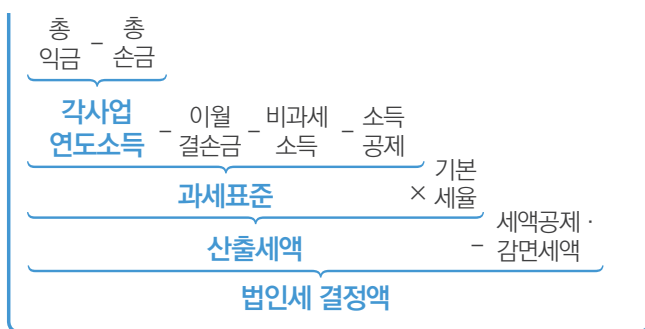 총 총
익금 – 손금
각사업 이월 비과세 소득
연도소득 – 결손금 – 소득 – 공제
기본
과세표준 × 세율
세액공제 ·
산출세액 – 감면세액
법인세 결정액